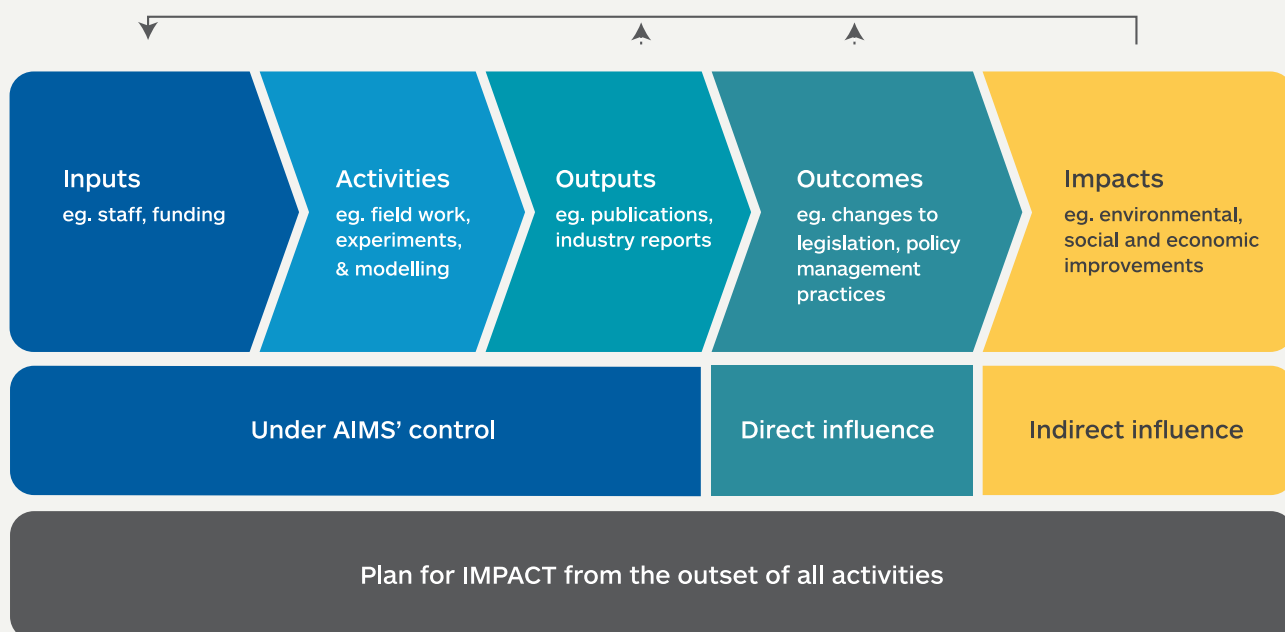 Inputs
eg. staff, funding
Activities
eg. field work,
experiments,
& modelling
Outputs
eg. publications,
industry reports
Outcomes
eg. changes to
legislation, policy
management
practices
Impacts
eg. environmental,
social and economic
improvements
Under AIMS’ control
Direct influence
Indirect influence
Plan for IMPACT from the outset of all activities